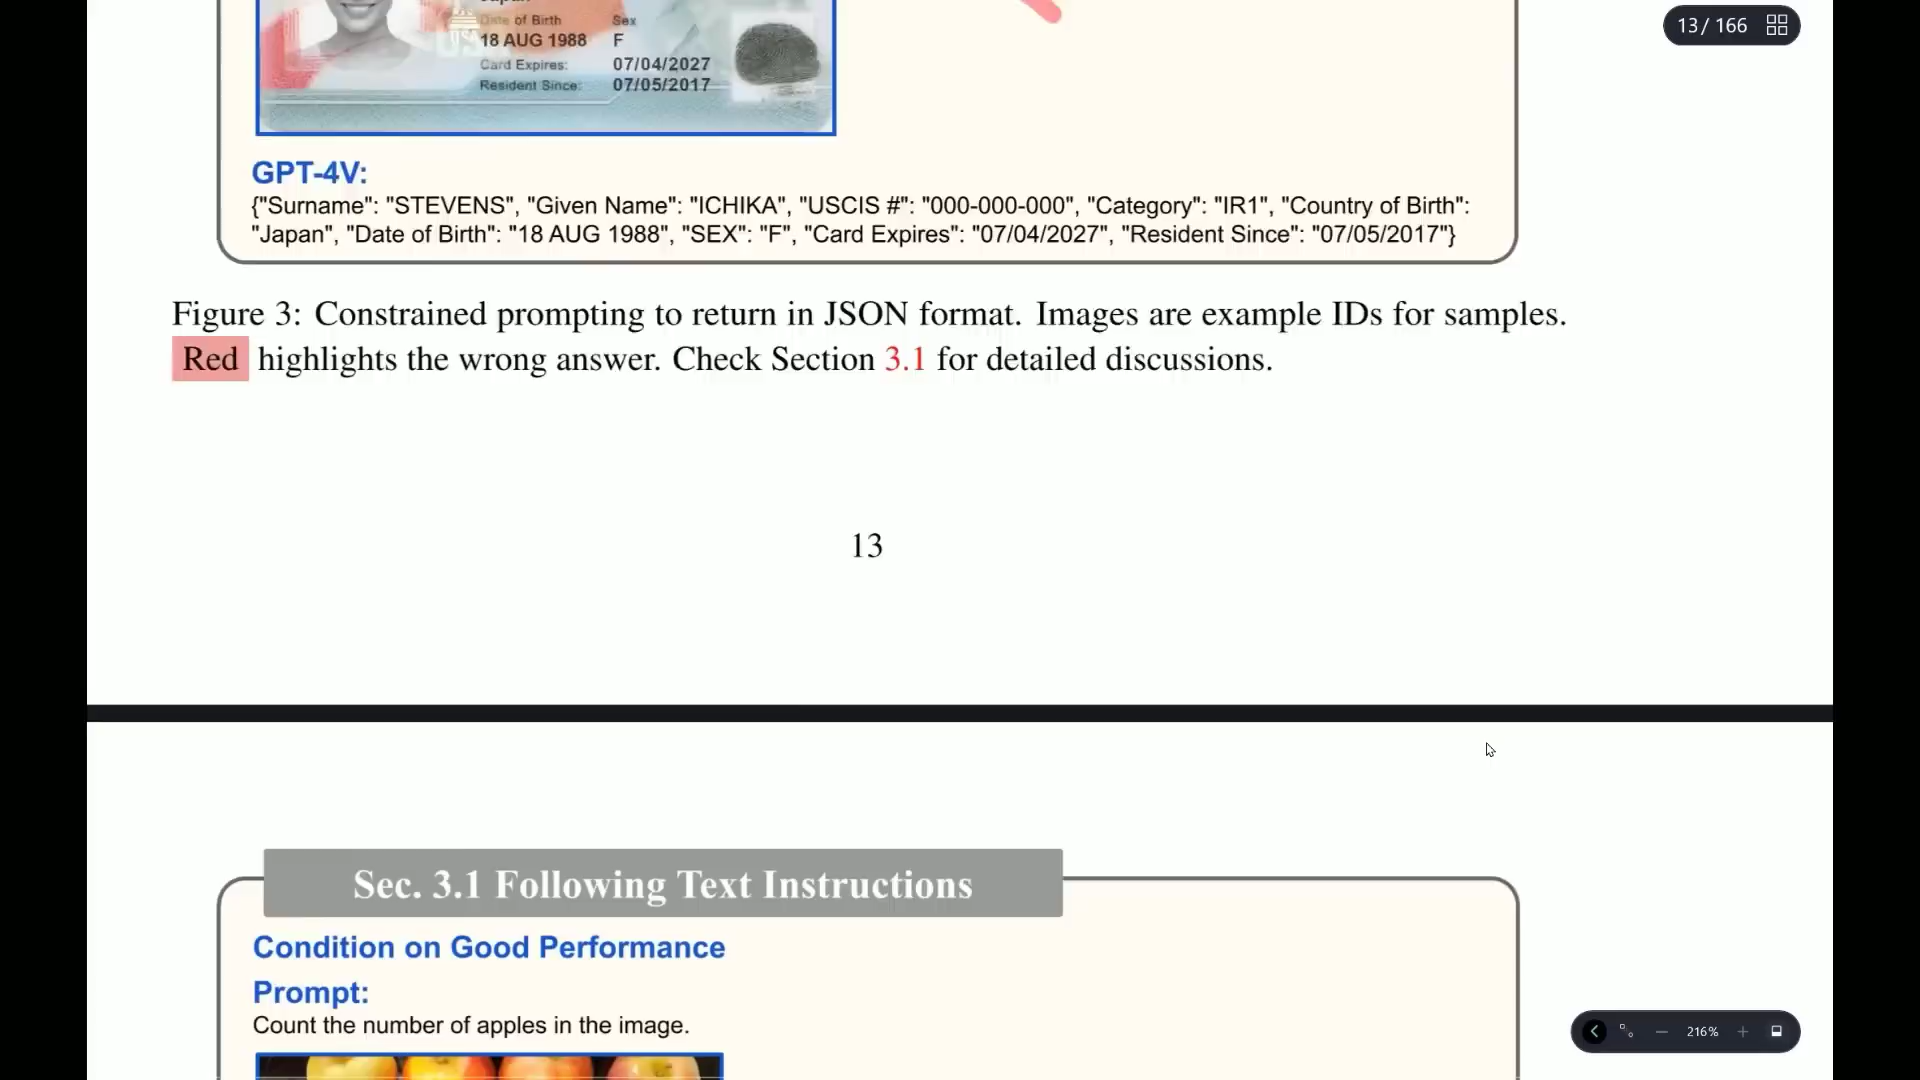 13 / 166
Date of Birth Sex
18 AUG 1988 F
Card Expires: 07/04/2027
Resident Since: 07/05/2017
GPT-4V:
{"Surname": "STEVENS", "Given Name": "ICHIKA", "USCIS #": "000-000-000", "Category": "IR1", "Country of Birth":
"Japan", "Date of Birth": "18 AUG 1988", "SEX": "F", "Card Expires": "07/04/2027", "Resident Since": "07/05/2017"}
Figure 3: Constrained prompting to return in JSON format. Images are example IDs for samples.
Red highlights the wrong answer. Check Section 3.1 for detailed discussions.
13
Sec. 3.1 Following Text Instructions
Condition on Good Performance
Prompt:
Count the number of apples in the image.
216%